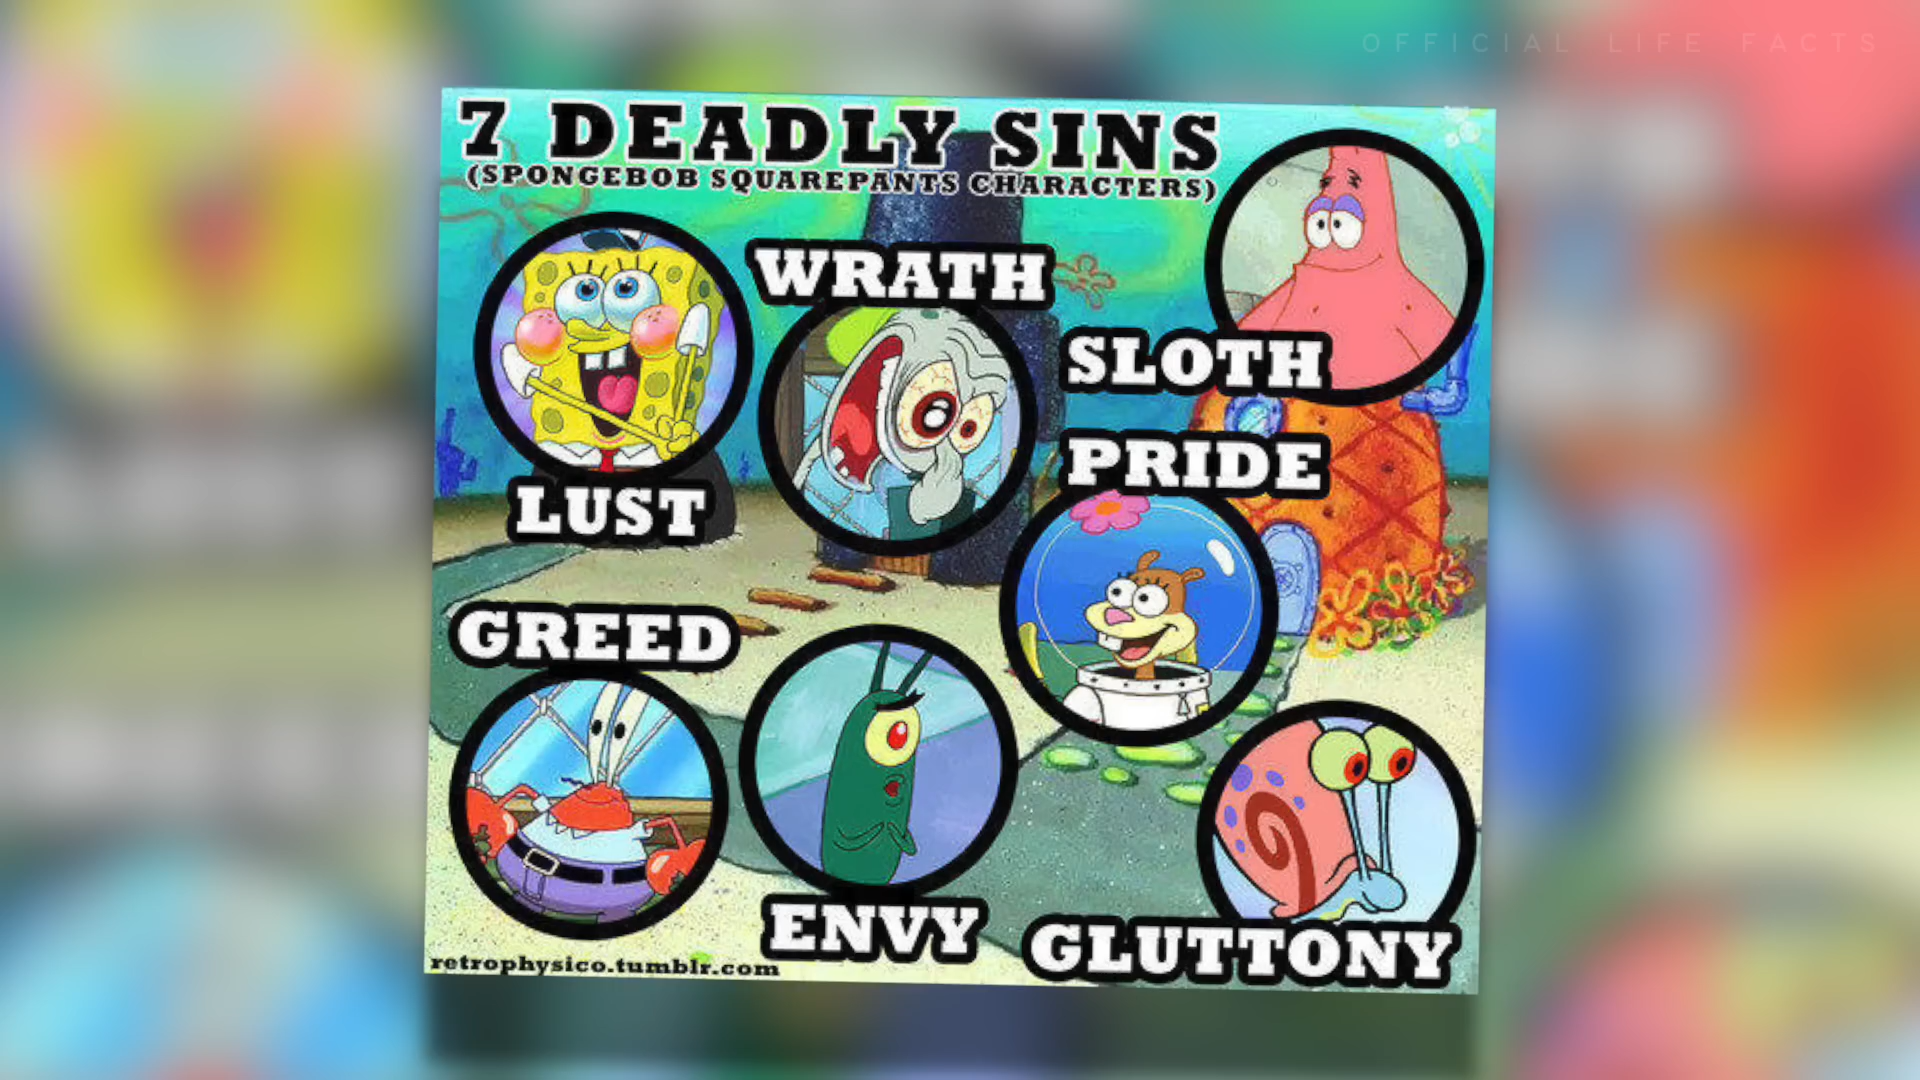 OFFICIAL LIFE FACTS
7 DEADLY SINS
(SPONGEBOB SQUAREPANTS CHARACTERS)
WRATH
SLOTH
PRIDE
LUST
GREED
ENVY
GLUTTONY
retrophysico.tumblr.com